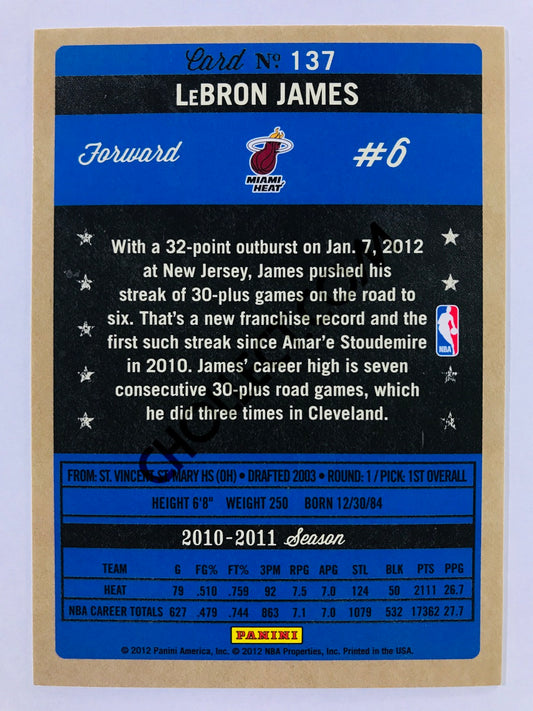 Card No. 137
LeBRON JAMES
Forward
MIAMI
HEAT
#6
With a 32-point outburst on Jan. 7, 2012
at New Jersey, James pushed his
streak of 30-plus games on the road to
six. That's a new franchise record and the
first such streak since Amar'e Stoudemire
in 2010. James' career high is seven
consecutive 30-plus road games, which
he did three times in Cleveland.
NBA
FROM: ST. VINCENT ST. MARY HS (OH) • DRAFTED 2003 • ROUND: 1 / PICK: 1ST OVERALL
HEIGHT 6'8" WEIGHT 250 BORN 12/30/84
2010-2011 Season
TEAM G FG% FT% 3PM RPG APG STL BLK PTS PPG
HEAT 79 .510 .759 92 7.5 7.0 124 50 2111 26.7
NBA CAREER TOTALS 627 .479 .744 863 7.1 7.0 1079 532 17362 27.7
PANINI
© 2012 Panini America, Inc. © 2012 NBA Properties, Inc. Printed in the USA.